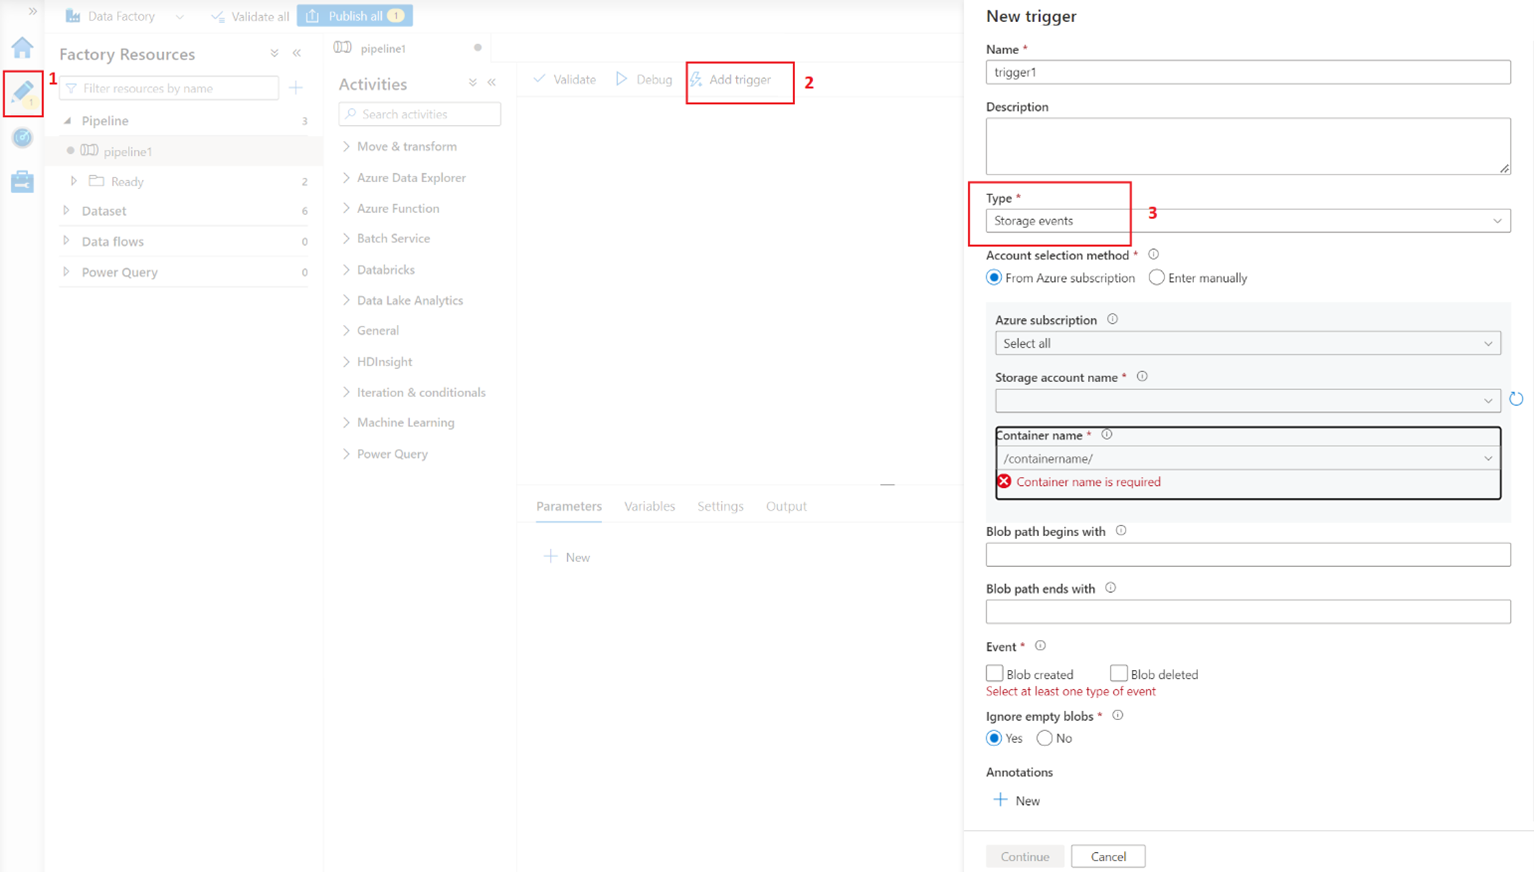 Data Factory
Validate all
Publish all 1
Factory Resources
1
1
Filter resources by name
Pipeline 3
pipeline1
Ready 2
Dataset 6
Data flows 0
Power Query 0
pipeline1
Activities
Search activities
Move & transform
Azure Data Explorer
Azure Function
Batch Service
Databricks
Data Lake Analytics
General
HDInsight
Iteration & conditionals
Machine Learning
Power Query
Validate
Debug
Add trigger
2
Parameters
Variables
Settings
Output
New
New trigger
Name *
trigger1
Description
Type *
Storage events
3
Account selection method *
From Azure subscription
Enter manually
Azure subscription
Select all
Storage account name *
Container name *
/containername/
Container name is required
Blob path begins with
Blob path ends with
Event *
Blob created
Blob deleted
Select at least one type of event
Ignore empty blobs *
Yes
No
Annotations
New
Continue
Cancel